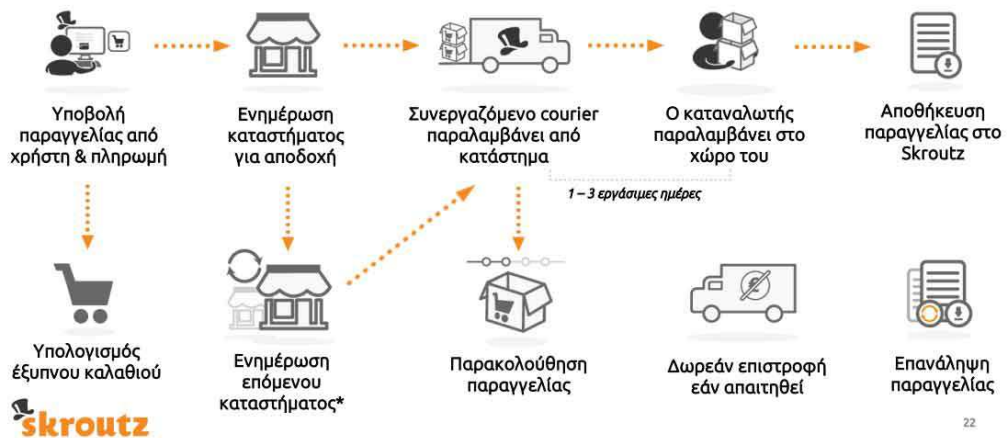 Υποβολή
παραγγελίας από
χρήστη & πληρωμή
Ενημέρωση
καταστήματος
για αποδοχή
Συνεργαζόμενο courier
παραλαμβάνει από
κατάστημα
Ο καταναλωτής
παραλαμβάνει στο
χώρο του
Αποθήκευση
παραγγελίας στο
Skroutz
1 – 3 εργάσιμες ημέρες
Υπολογισμός
έξυπνου καλαθιού
Ενημέρωση
επόμενου
καταστήματος*
Παρακολούθηση
παραγγελίας
Δωρεάν επιστροφή
εάν απαιτηθεί
Επανάληψη
παραγγελίας
skroutz
22